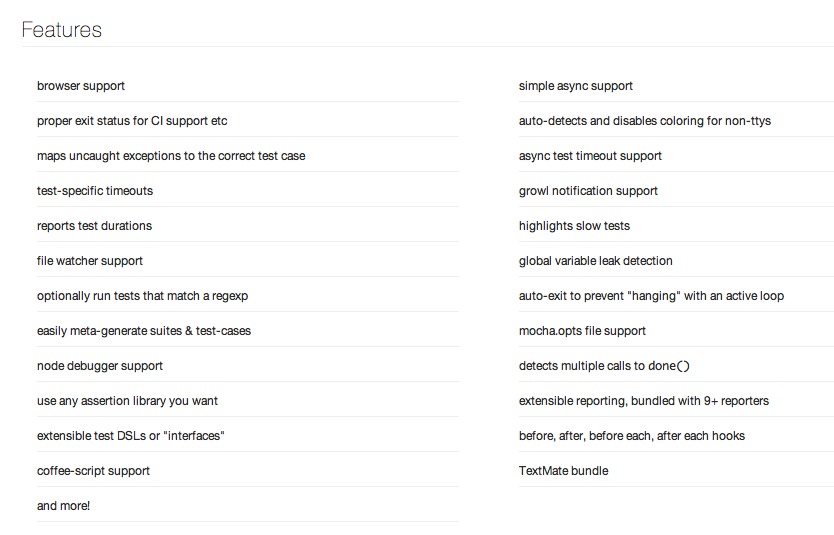 Features
browser support
simple async support
proper exit status for CI support etc
auto-detects and disables coloring for non-ttys
maps uncaught exceptions to the correct test case
async test timeout support
test-specific timeouts
growl notification support
reports test durations
highlights slow tests
file watcher support
global variable leak detection
optionally run tests that match a regexp
auto-exit to prevent "hanging" with an active loop
easily meta-generate suites & test-cases
mocha.opts file support
node debugger support
detects multiple calls to done()
use any assertion library you want
extensible reporting, bundled with 9+ reporters
extensible test DSLs or "interfaces"
before, after, before each, after each hooks
coffee-script support
TextMate bundle
and more!